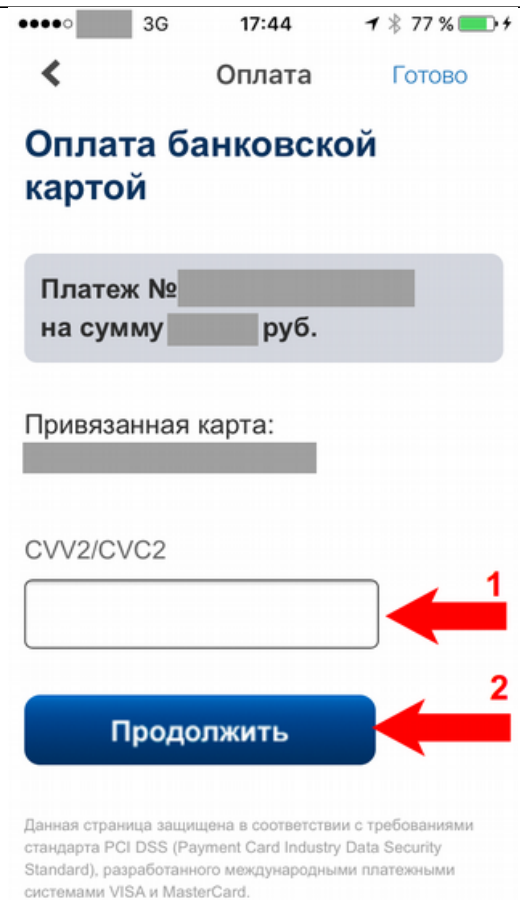 3G 17:44 77 %
Оплата Готово
Оплата банковской
картой
Платеж №
на сумму руб.
Привязанная карта:
CVV2/CVC2
1
2
Продолжить
Данная страница защищена в соответствии с требованиями
стандарта PCI DSS (Payment Card Industry Data Security
Standard), разработанного международными платежными
системами VISA и MasterCard.